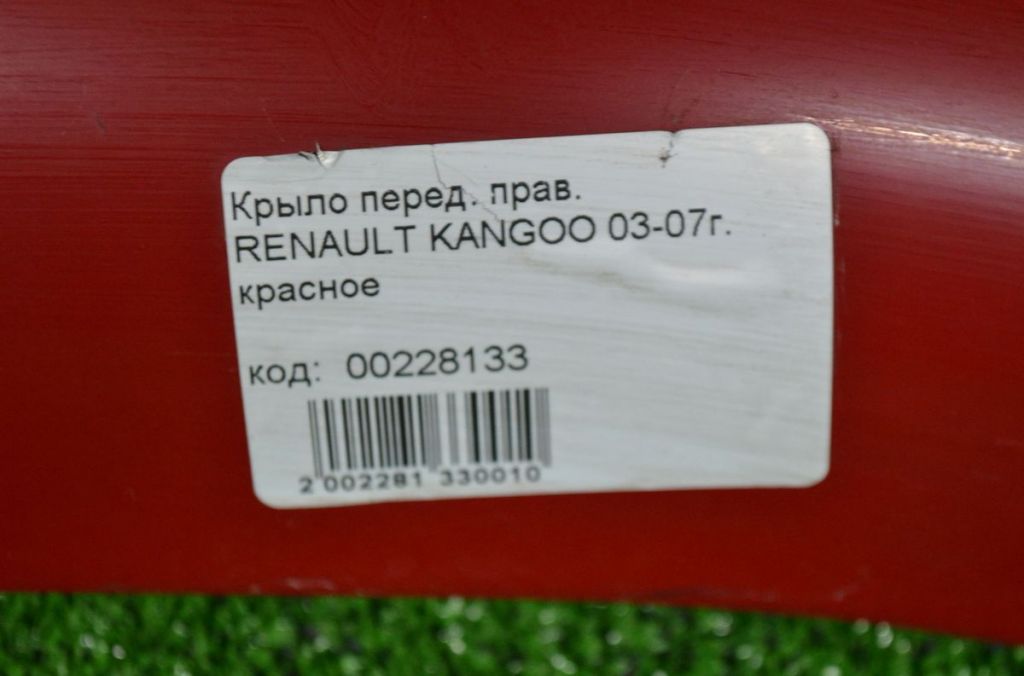 Крыло перед. прав.
RENAULT KANGOO 03-07г.
красное
код: 00228133
2 002281 330010